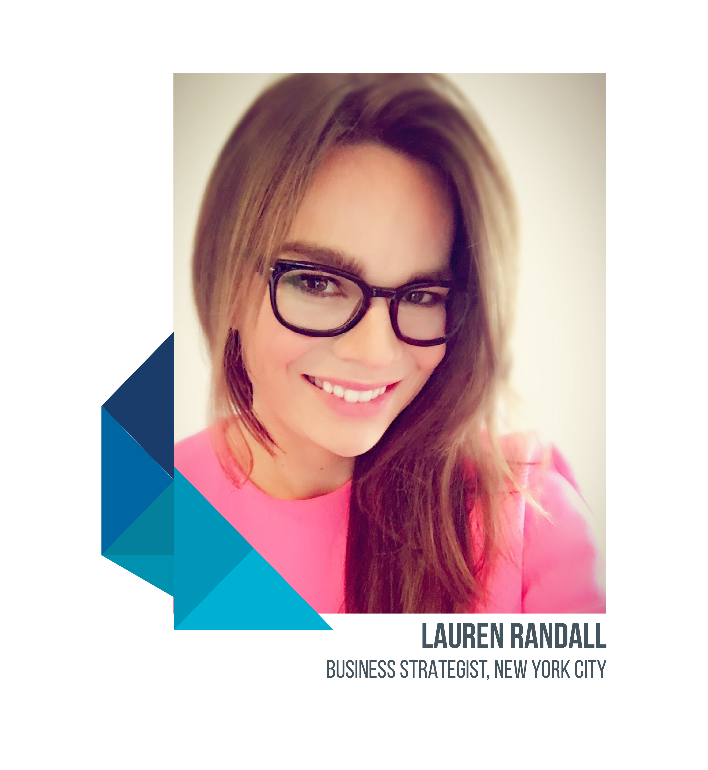 LAUREN RANDALL
BUSINESS STRATEGIST, NEW YORK CITY